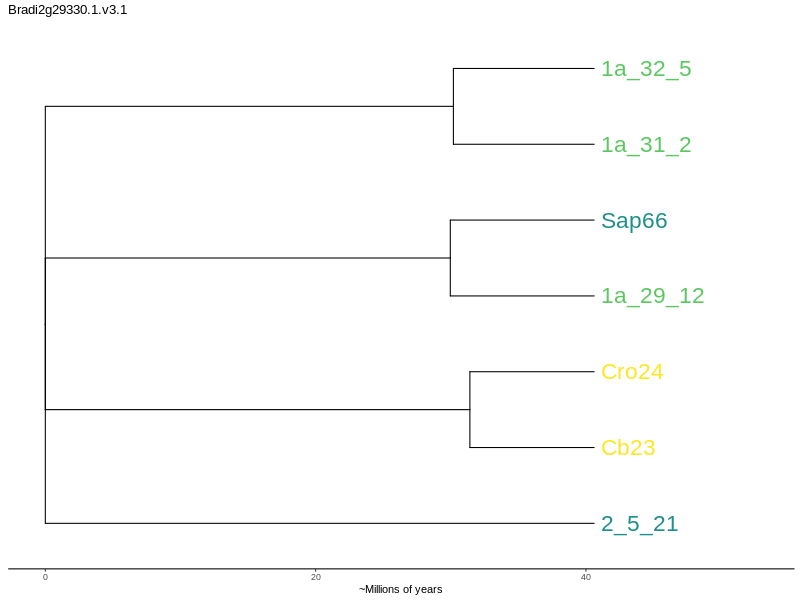 Bradi2g29330.1.v3.1
1a_32_5
1a_31_2
Sap66
1a_29_12
Cro24
Cb23
2_5_21
0 20 40
~Millions of years